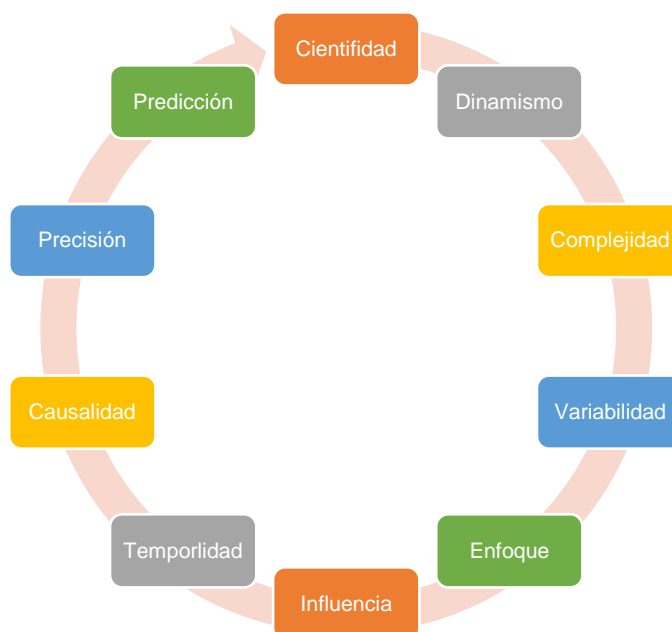 Cientifidad
Dinamismo
Complejidad
Variabilidad
Enfoque
Influencia
Temporlidad
Causalidad
Precisión
Predicción